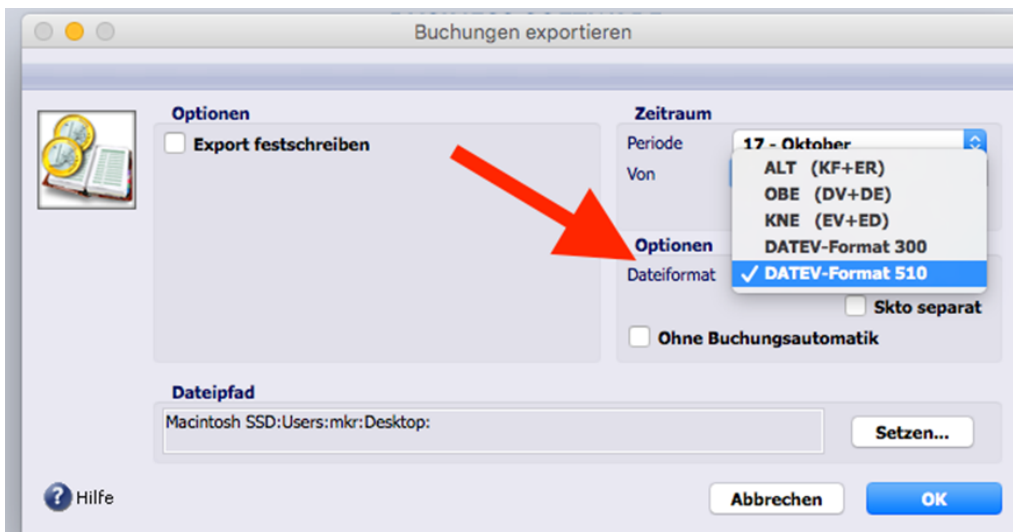 Buchungen exportieren
Optionen
Export festschreiben
Zeitraum
Periode
17 - Oktober
Von
ALT (KF+ER)
OBE (DV+DE)
KNE (EV+ED)
DATEV-Format 300
✓ DATEV-Format 510
Optionen
Dateiformat
Skto separat
Ohne Buchungsautomatik
Dateipfad
Macintosh SSD:Users:mkr:Desktop:
Setzen...
? Hilfe
Abbrechen
OK